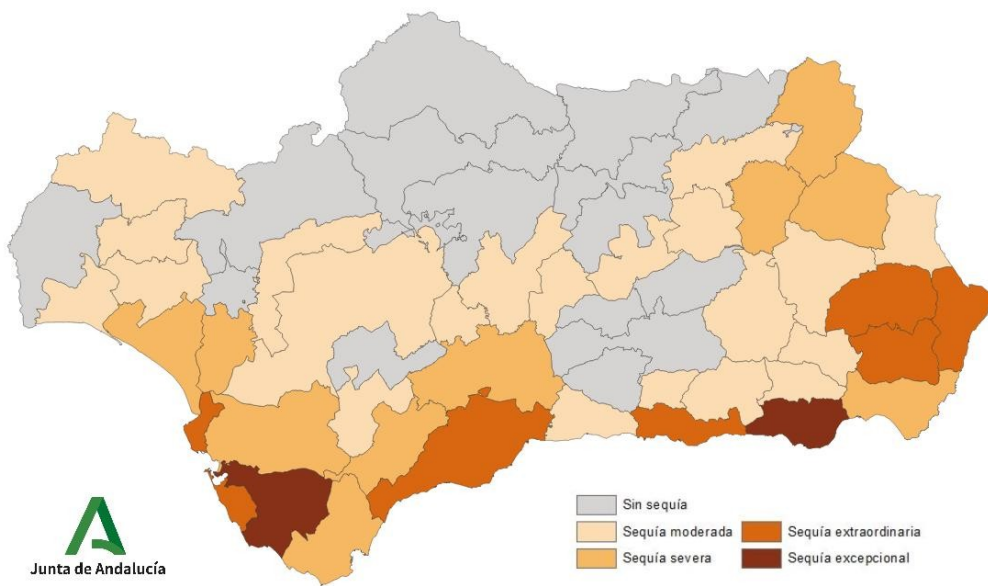 Sin sequía
Sequía moderada
Sequía extraordinaria
Sequía severa
Sequía excepcional
Junta de Andalucía